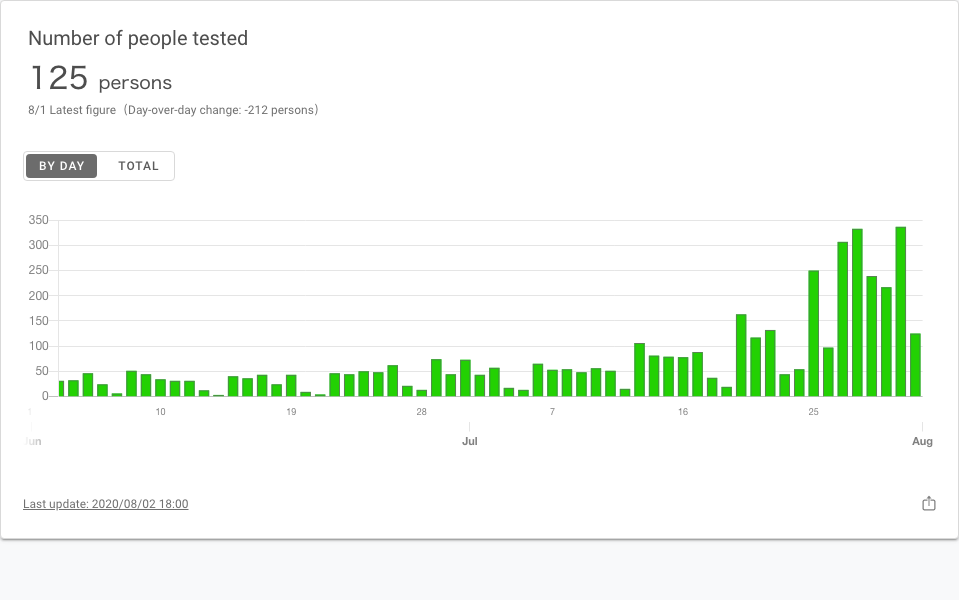 Number of people tested
125 persons
8/1 Latest figure（Day-over-day change: -212 persons）
BY DAY TOTAL
350
300
250
200
150
100
50
0
1 10 19 28 7 16 25
Jul Aug
Last update: 2020/08/02 18:00